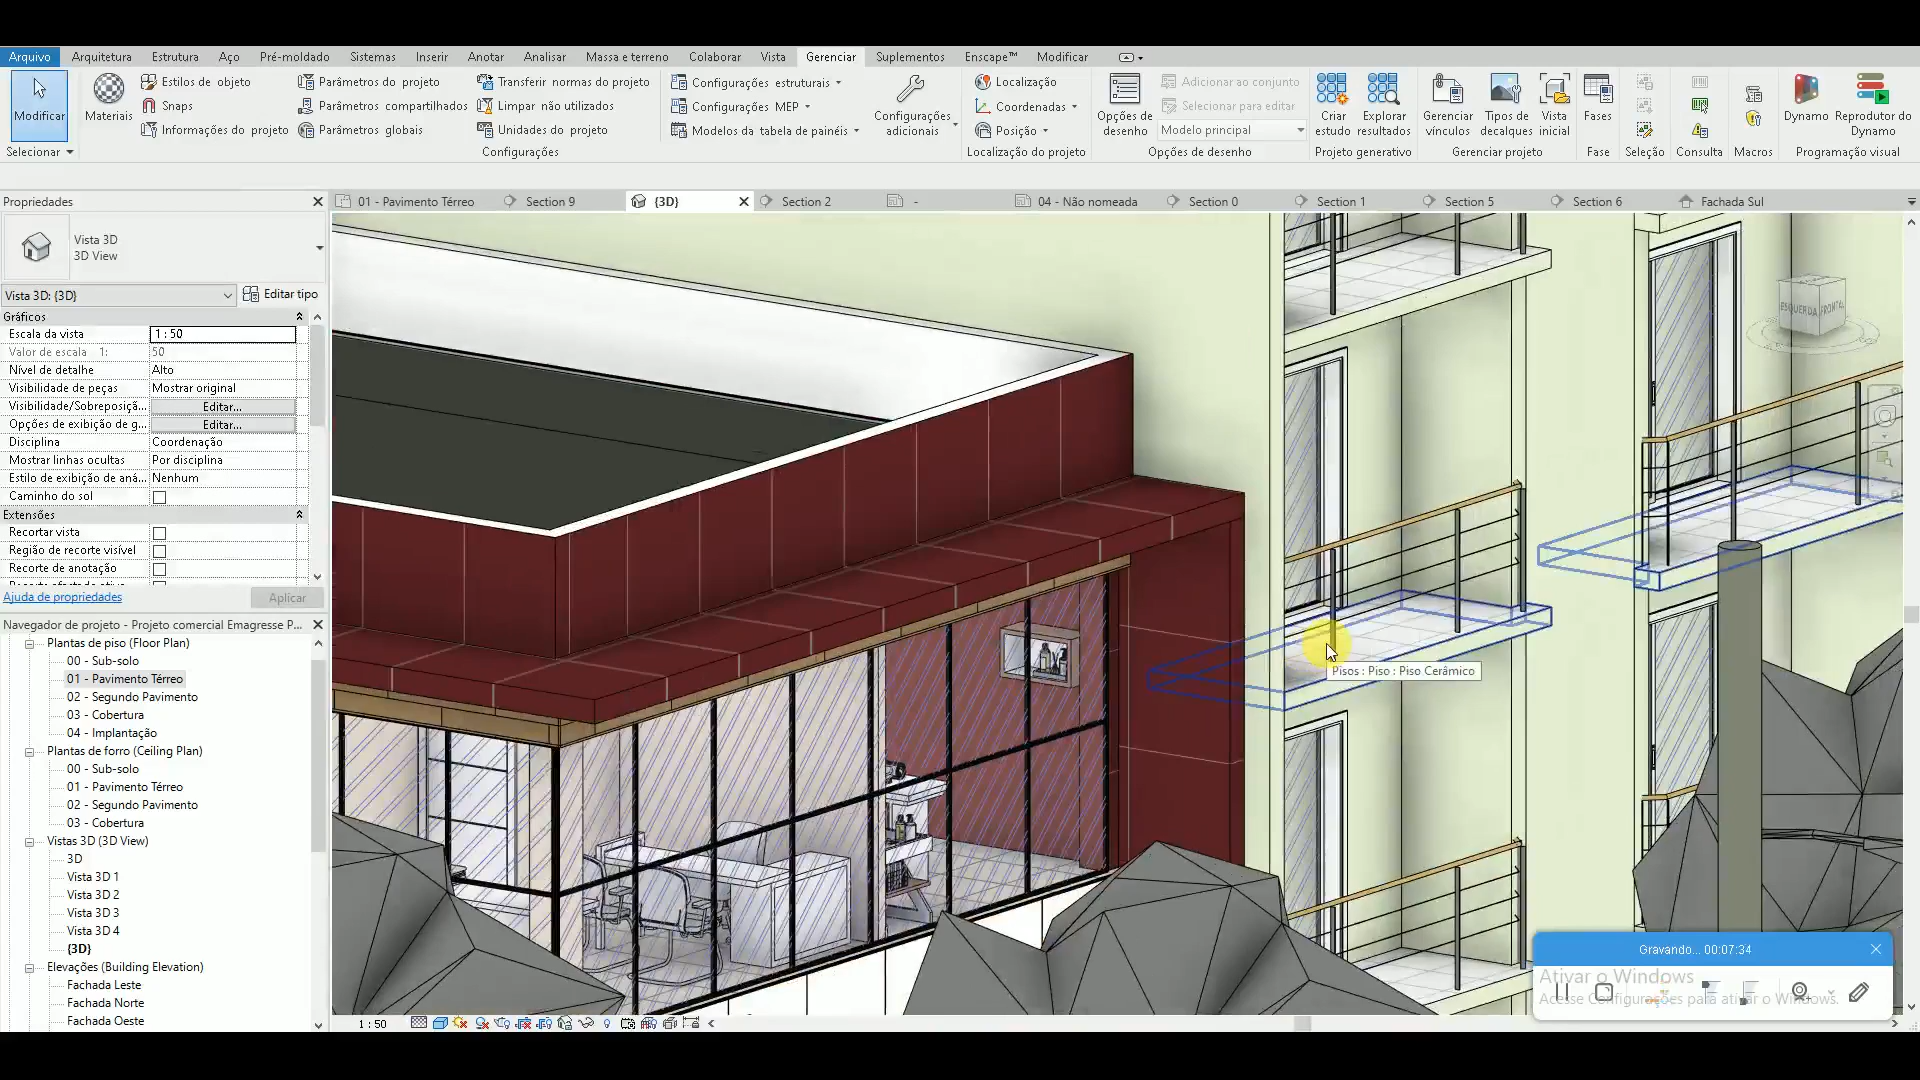 Arquivo
Arquitetura
Estrutura
Aço
Pré-moldado
Sistemas
Inserir
Anotar
Analisar
Massa e terreno
Colaborar
Vista
Gerenciar
Suplementos
Enscape™
Modificar
Modificar
Selecionar
Materiais
Estilos de objeto
Snaps
Informações do projeto
Parâmetros do projeto
Parâmetros compartilhados
Parâmetros globais
Transferir normas do projeto
Limpar não utilizados
Unidades do projeto
Configurações estruturais
Configurações MEP
Modelos da tabela de painéis
Configurações
adicionais
Configurações
Localização
Coordenadas
Posição
Localização do projeto
Opções de
desenho
Adicionar ao conjunto
Selecionar para editar
Modelo principal
Opções de desenho
Criar
estudo
Explorar
resultados
Projeto generativo
Gerenciar
vínculos
Tipos de
decalques
Vista
inicial
Gerenciar projeto
Fases
Fase
Seleção
Consulta
Macros
Dynamo
Reprodutor do
Dynamo
Programação visual
Propriedades
01 - Pavimento Térreo
Section 9
{3D}
Section 2
-
04 - Não nomeada
Section 0
Section 1
Section 5
Section 6
Fachada Sul
Vista 3D
3D View
Vista 3D: {3D}
Editar tipo
Gráficos
Escala da vista
1 : 50
Valor de escala 1:
50
Nível de detalhe
Alto
Visibilidade de peças
Mostrar original
Visibilidade/Sobreposiçã...
Editar...
Opções de exibição de g...
Editar...
Disciplina
Coordenação
Mostrar linhas ocultas
Por disciplina
Estilo de exibição de aná...
Nenhum
Caminho do sol
Extensões
Recortar vista
Região de recorte visível
Recorte de anotação
Ajuda de propriedades
Aplicar
Navegador de projeto - Projeto comercial Emagresse P...
Plantas de piso (Floor Plan)
00 - Sub-solo
01 - Pavimento Térreo
02 - Segundo Pavimento
03 - Cobertura
04 - Implantação
Plantas de forro (Ceiling Plan)
00 - Sub-solo
01 - Pavimento Térreo
02 - Segundo Pavimento
03 - Cobertura
Vistas 3D (3D View)
3D
Vista 3D 1
Vista 3D 2
Vista 3D 3
Vista 3D 4
{3D}
Elevações (Building Elevation)
Fachada Leste
Fachada Norte
Fachada Oeste
ESQUERDA
FRONTAL
Pisos : Piso : Piso Cerâmico
Gravando... 00:07:34
Ativar o Windows
Acesse Configurações para ativar o Windows.
1 : 50